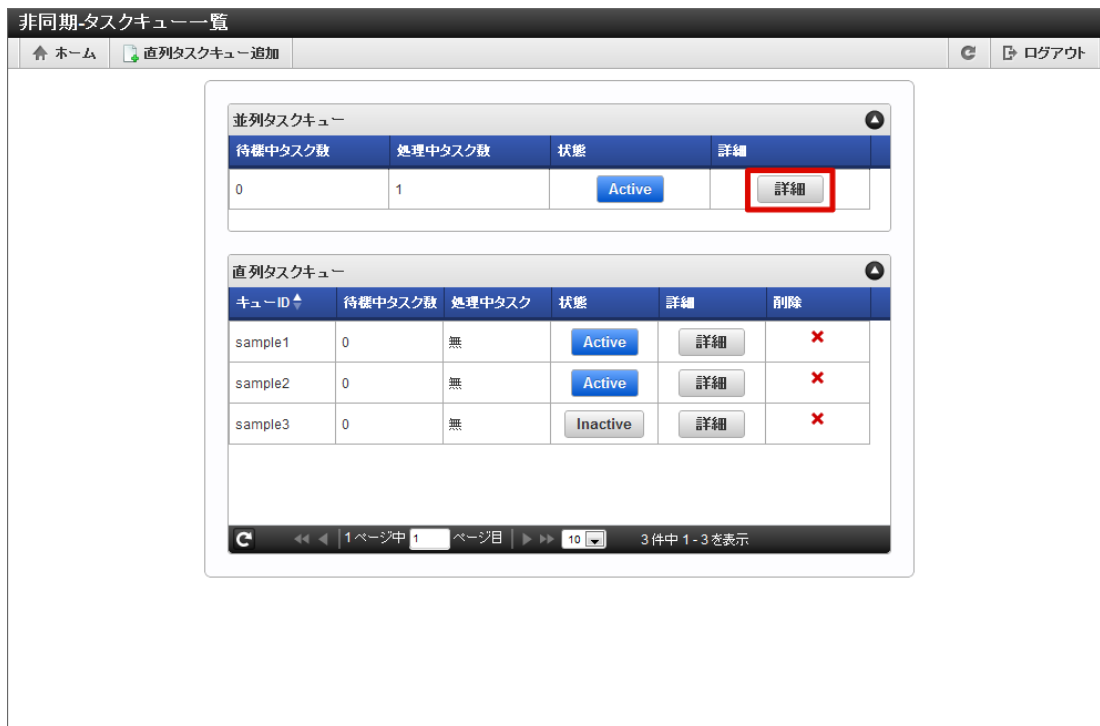 非同期-タスクキュー一覧
ホーム 直列タスクキュー追加 ログアウト
並列タスクキュー
待機中タスク数 処理中タスク数 状態 詳細
0 1 Active 詳細
直列タスクキュー
キューID 待機中タスク数 処理中タスク 状態 詳細 削除
sample1 0 無 Active 詳細
sample2 0 無 Active 詳細
sample3 0 無 Inactive 詳細
1 ページ中 1 ページ目 10 3 件中 1 - 3 を表示